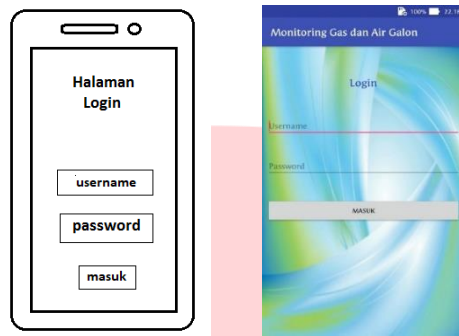 Halaman
Login
username
password
masuk
100%
Monitoring Gas dan Air Galon
Login
Username
Password
MASUK